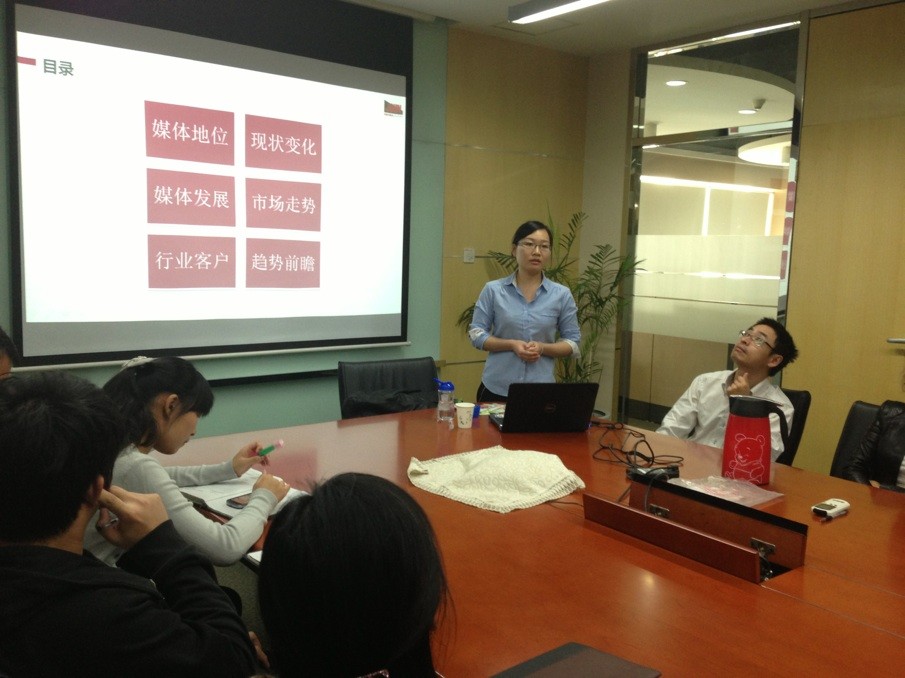 目录
媒体地位
现状变化
媒体发展
市场走势
行业客户
趋势前瞻